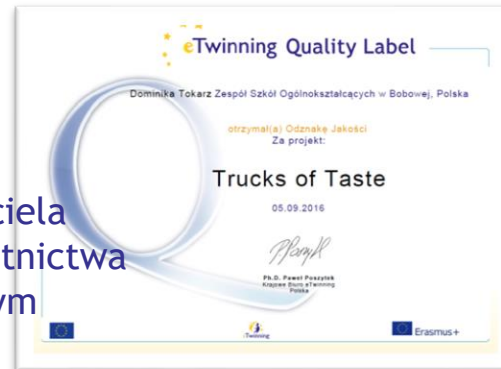 eTwinning Quality Label
Dominika Tokarz Zespół Szkół Ogólnokształcących w Bobowej, Polska
otrzymał(a) Odznakę Jakości
Za projekt:
Trucks of Taste
05.09.2016
Ph.D. Paweł Poszytek
Krajowe Biuro eTwinning
Polska
eTwinning
Erasmus+
ciela
tnictwa
ym